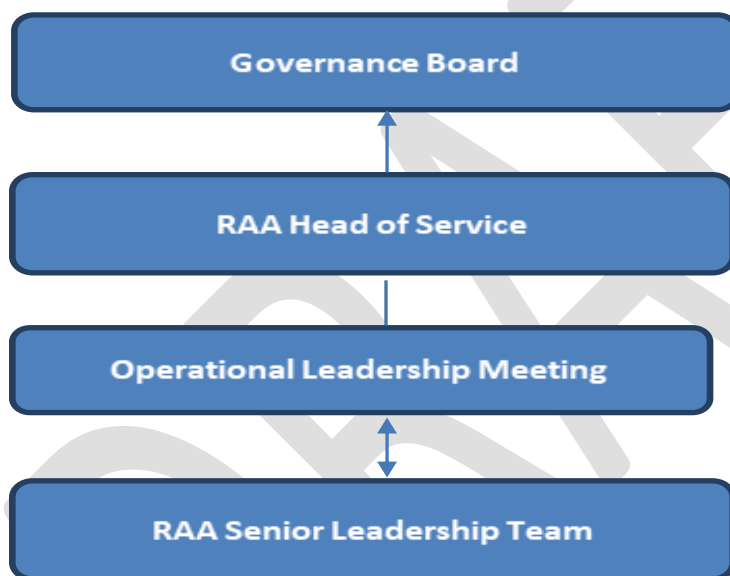 Governance Board
RAA Head of Service
Operational Leadership Meeting
RAA Senior Leadership Team